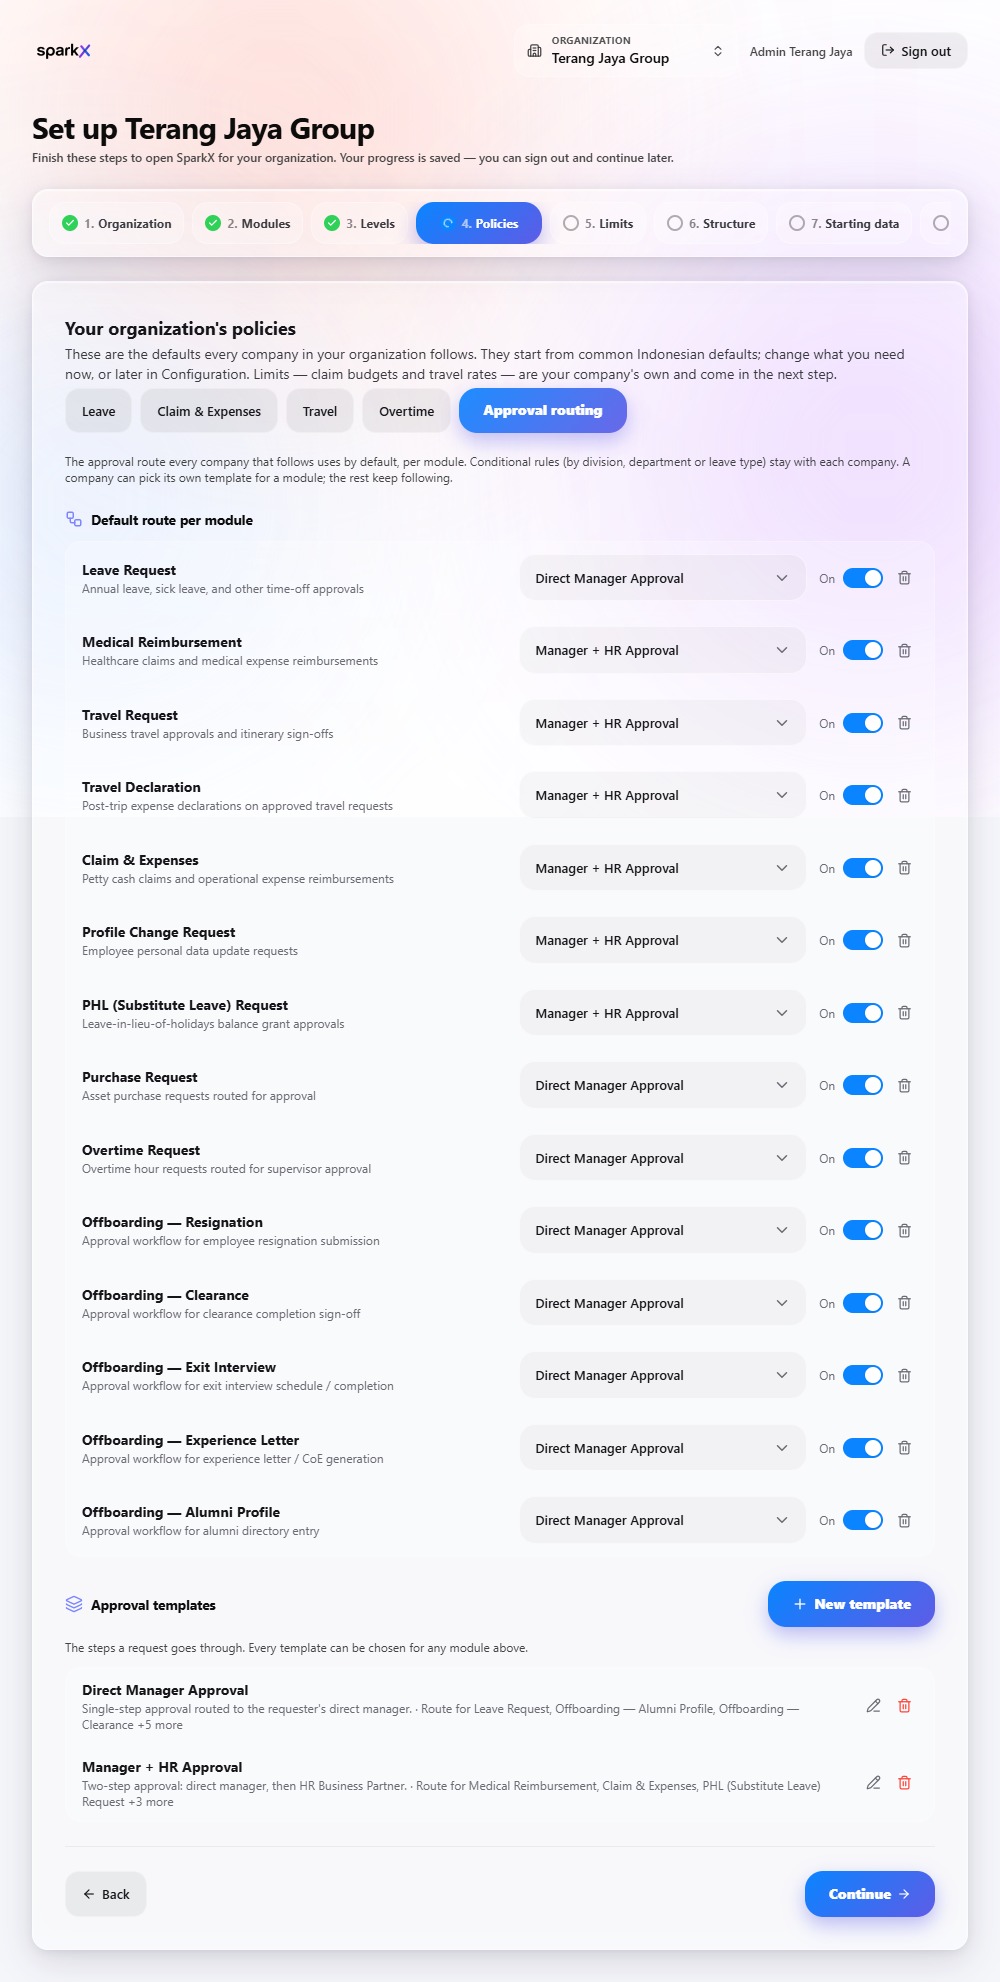 sparkX
ORGANIZATION
Terang Jaya Group
Admin Terang Jaya
Sign out
Set up Terang Jaya Group
Finish these steps to open SparkX for your organization. Your progress is saved — you can sign out and continue later.
1. Organization
2. Modules
3. Levels
4. Policies
5. Limits
6. Structure
7. Starting data
Your organization's policies
These are the defaults every company in your organization follows. They start from common Indonesian defaults; change what you need
now, or later in Configuration. Limits — claim budgets and travel rates — are your company's own and come in the next step.
Leave
Claim & Expenses
Travel
Overtime
Approval routing
The approval route every company that follows uses by default, per module. Conditional rules (by division, department or leave type) stay with each company. A
company can pick its own template for a module; the rest keep following.
Default route per module
Leave Request
Annual leave, sick leave, and other time-off approvals
Direct Manager Approval
On
Medical Reimbursement
Healthcare claims and medical expense reimbursements
Manager + HR Approval
On
Travel Request
Business travel approvals and itinerary sign-offs
Manager + HR Approval
On
Travel Declaration
Post-trip expense declarations on approved travel requests
Manager + HR Approval
On
Claim & Expenses
Petty cash claims and operational expense reimbursements
Manager + HR Approval
On
Profile Change Request
Employee personal data update requests
Manager + HR Approval
On
PHL (Substitute Leave) Request
Leave-in-lieu-of-holidays balance grant approvals
Manager + HR Approval
On
Purchase Request
Asset purchase requests routed for approval
Direct Manager Approval
On
Overtime Request
Overtime hour requests routed for supervisor approval
Direct Manager Approval
On
Offboarding — Resignation
Approval workflow for employee resignation submission
Direct Manager Approval
On
Offboarding — Clearance
Approval workflow for clearance completion sign-off
Direct Manager Approval
On
Offboarding — Exit Interview
Approval workflow for exit interview schedule / completion
Direct Manager Approval
On
Offboarding — Experience Letter
Approval workflow for experience letter / CoE generation
Direct Manager Approval
On
Offboarding — Alumni Profile
Approval workflow for alumni directory entry
Direct Manager Approval
On
Approval templates
New template
The steps a request goes through. Every template can be chosen for any module above.
Direct Manager Approval
Single-step approval routed to the requester's direct manager. · Route for Leave Request, Offboarding — Alumni Profile, Offboarding —
Clearance +5 more
Manager + HR Approval
Two-step approval: direct manager, then HR Business Partner. · Route for Medical Reimbursement, Claim & Expenses, PHL (Substitute Leave)
Request +3 more
Back
Continue